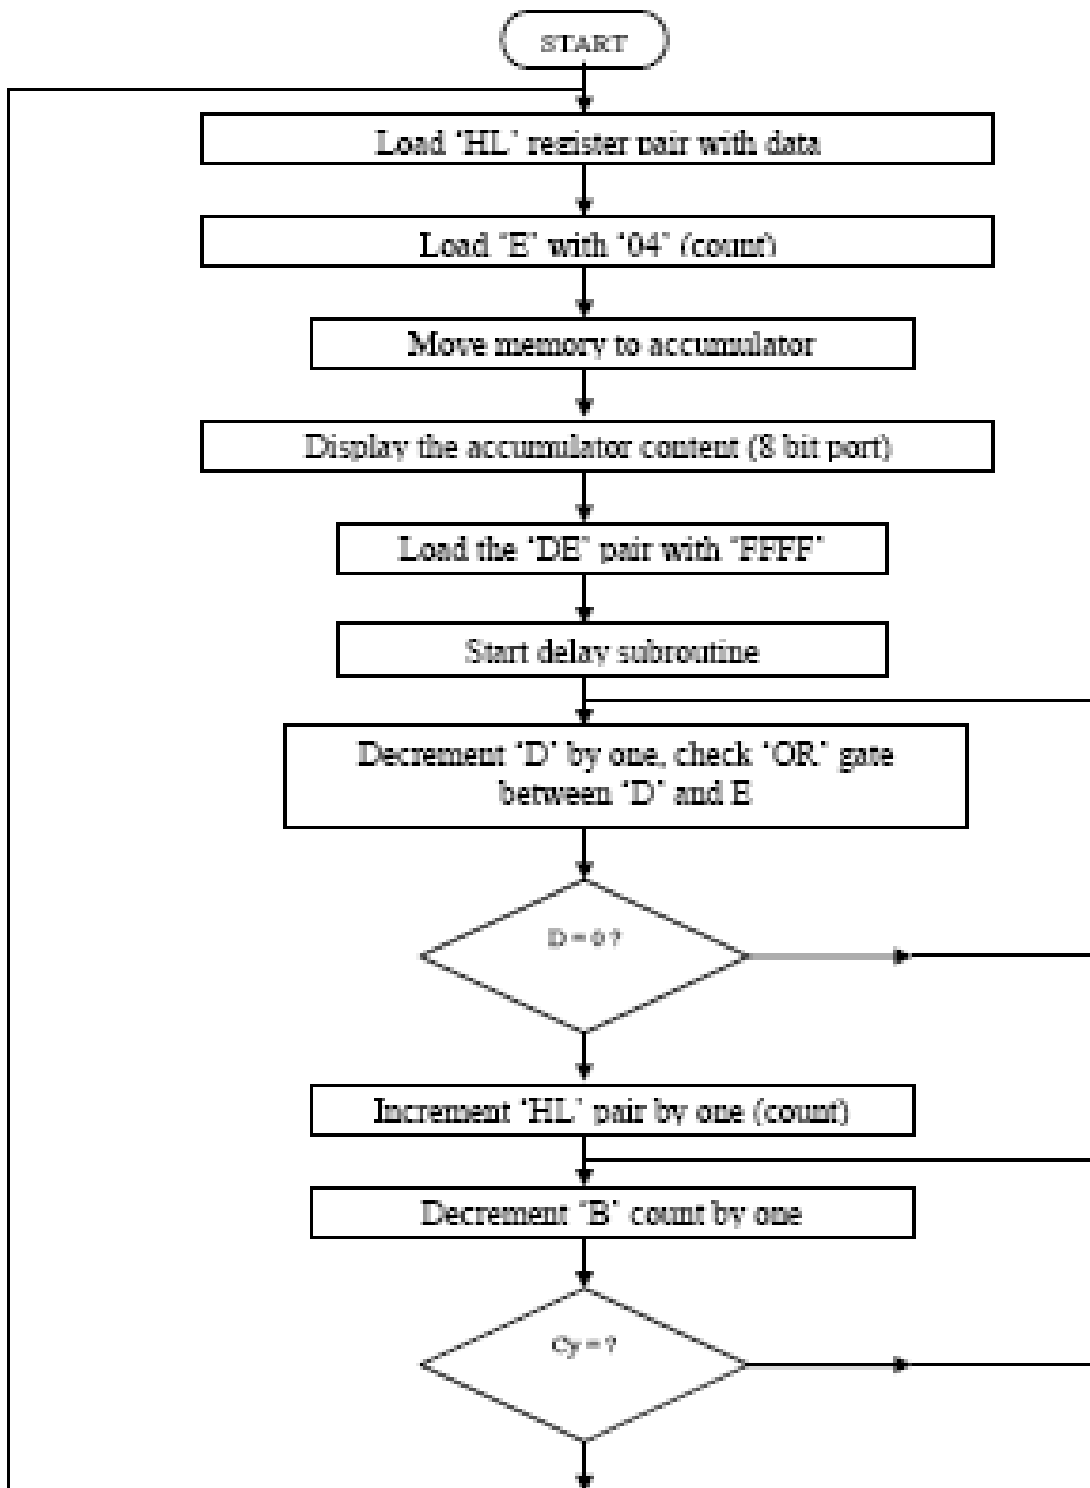 START
Load 'HL' register pair with data
Load 'E' with '04' (count)
Move memory to accumulator
Display the accumulator content (8 bit port)
Load the 'DE' pair with 'FFFF'
Start delay subroutine
Decrement 'D' by one, check 'OR' gate
between 'D' and E
D = 0 ?
Increment 'HL' pair by one (count)
Decrement 'B' count by one
Cy = ?